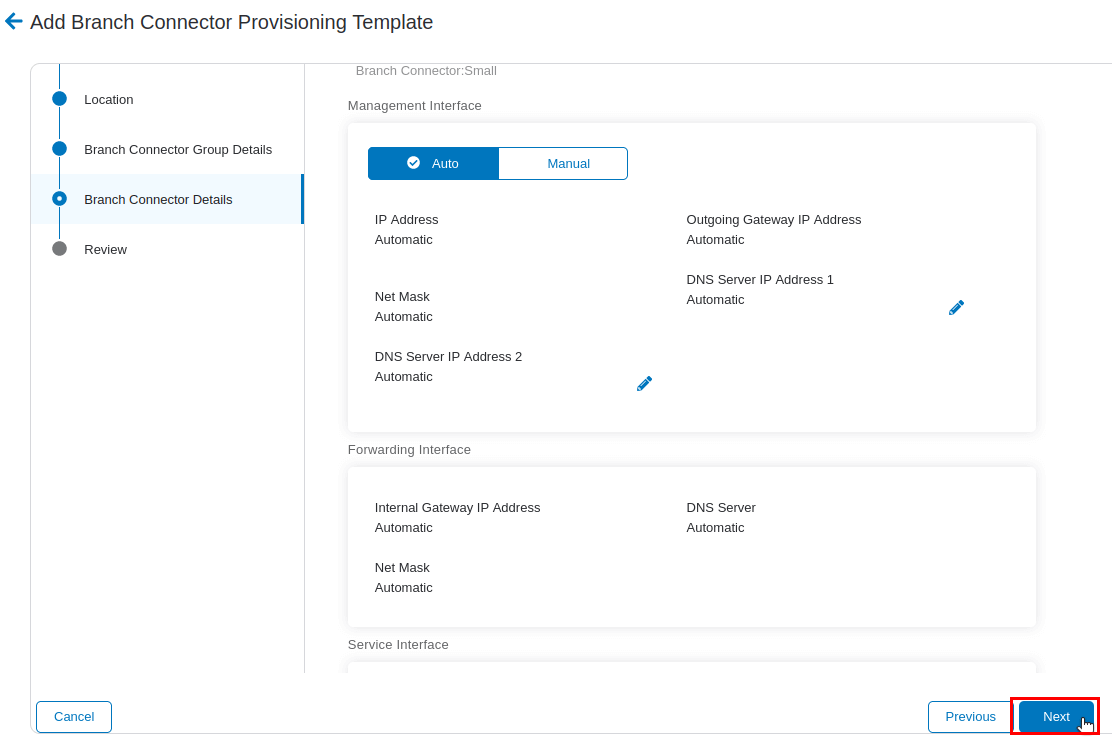 Add Branch Connector Provisioning Template
Location
Branch Connector Group Details
Branch Connector Details
Review
Branch Connector:Small
Management Interface
Auto
Manual
IP Address
Automatic
Outgoing Gateway IP Address
Automatic
Net Mask
Automatic
DNS Server IP Address 1
Automatic
DNS Server IP Address 2
Automatic
Forwarding Interface
Internal Gateway IP Address
Automatic
DNS Server
Automatic
Net Mask
Automatic
Service Interface
Cancel
Previous
Next